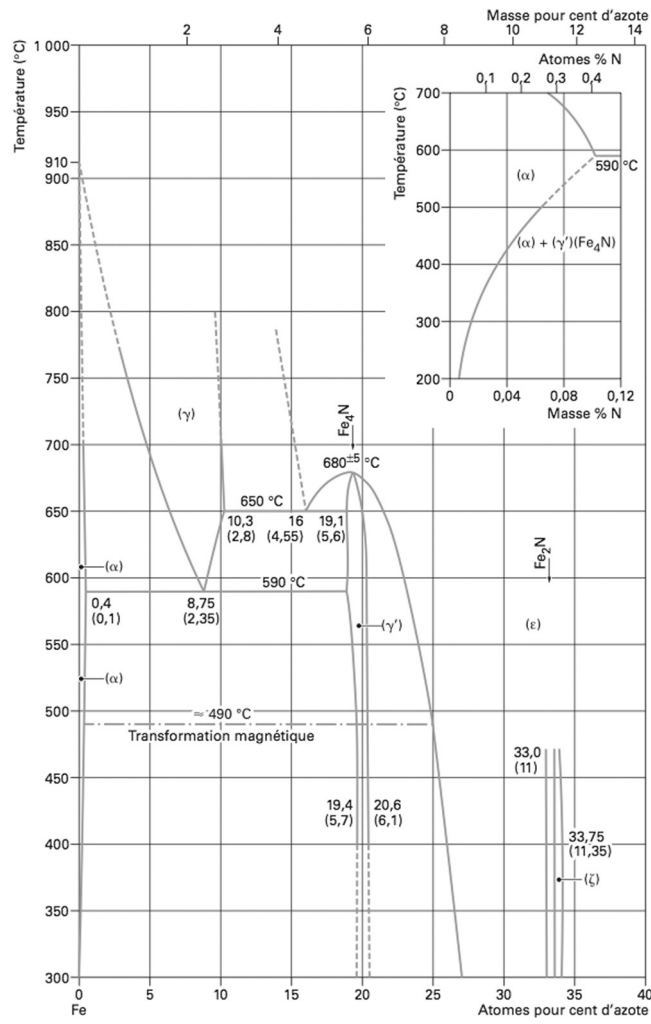 Masse pour cent d'azote
2 4 6 8 10 12 14
Température (°C)
1 000
950
910
900
850
800
750
700
650
600
550
500
450
400
350
300
Atomes % N
0,1 0,2 0,3 0,4
Température (°C)
700
600
500
400
300
200
590 °C
(α)
(α) + (γ')(Fe₄N)
0 0,04 0,08 0,12
Masse % N
(γ)
Fe₄N
680±5 °C
650 °C
10,3 16 19,1
(2,8) (4,55) (5,6)
Fe₂N
(α)
590 °C
0,4 8,75
(0,1) (2,35)
(γ')
(ε)
(α)
≈ 490 °C
Transformation magnétique
33,0
(11)
19,4 20,6
(5,7) (6,1)
33,75
(11,35)
(ζ)
0 5 10 15 20 25 30 35 40
Fe
Atomes pour cent d'azote